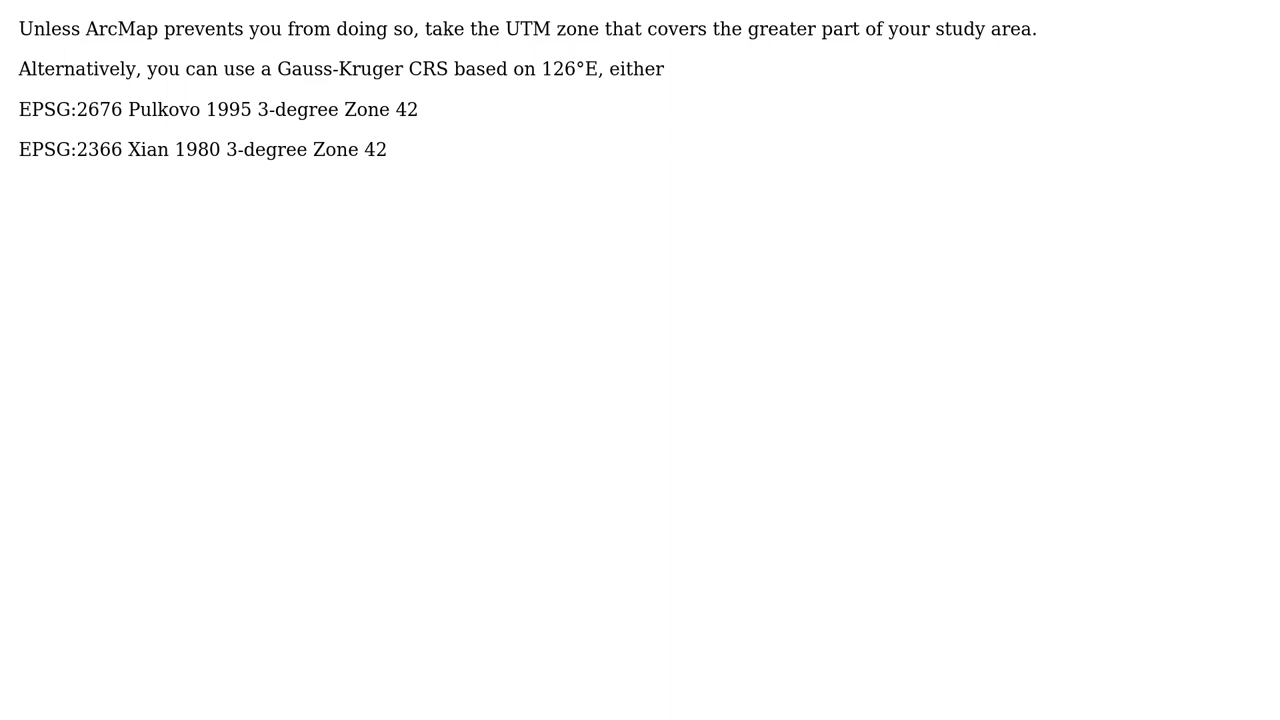 Unless ArcMap prevents you from doing so, take the UTM zone that covers the greater part of your study area.
Alternatively, you can use a Gauss-Kruger CRS based on 126°E, either
EPSG:2676 Pulkovo 1995 3-degree Zone 42
EPSG:2366 Xian 1980 3-degree Zone 42